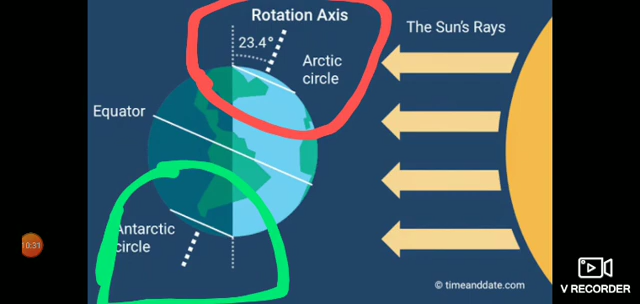 Rotation Axis
The Sun's Rays
23.4°
Arctic
circle
Equator
Antarctic
circle
10:31
V RECORDER
© timeanddate.com